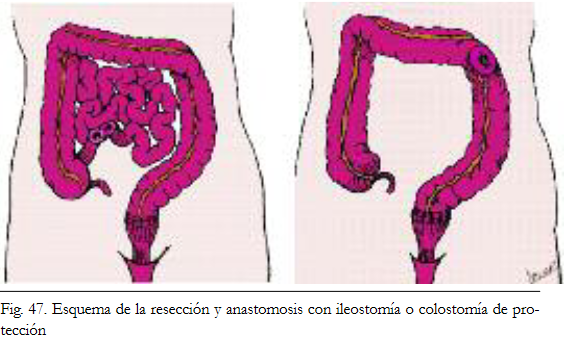 Fig. 47. Esquema de la resección y anastomosis con ileostomía o colostomía de pro-
tección